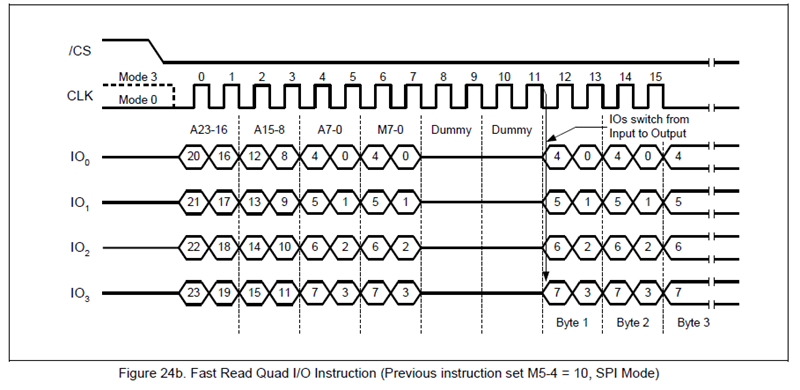 /CS
Mode 3 0 1 2 3 4 5 6 7 8 9 10 11 12 13 14 15
CLK
Mode 0
IOs switch from
Input to Output
A23-16 A15-8 A7-0 M7-0 Dummy Dummy
IO0 20 16 12 8 4 0 4 0 4 0 4 0 4
IO1 21 17 13 9 5 1 5 1 5 1 5 1 5
IO2 22 18 14 10 6 2 6 2 6 2 6 2 6
IO3 23 19 15 11 7 3 7 3 7 3 7 3 7
Byte 1 Byte 2 Byte 3
Figure 24b. Fast Read Quad I/O Instruction (Previous instruction set M5-4 = 10, SPI Mode)